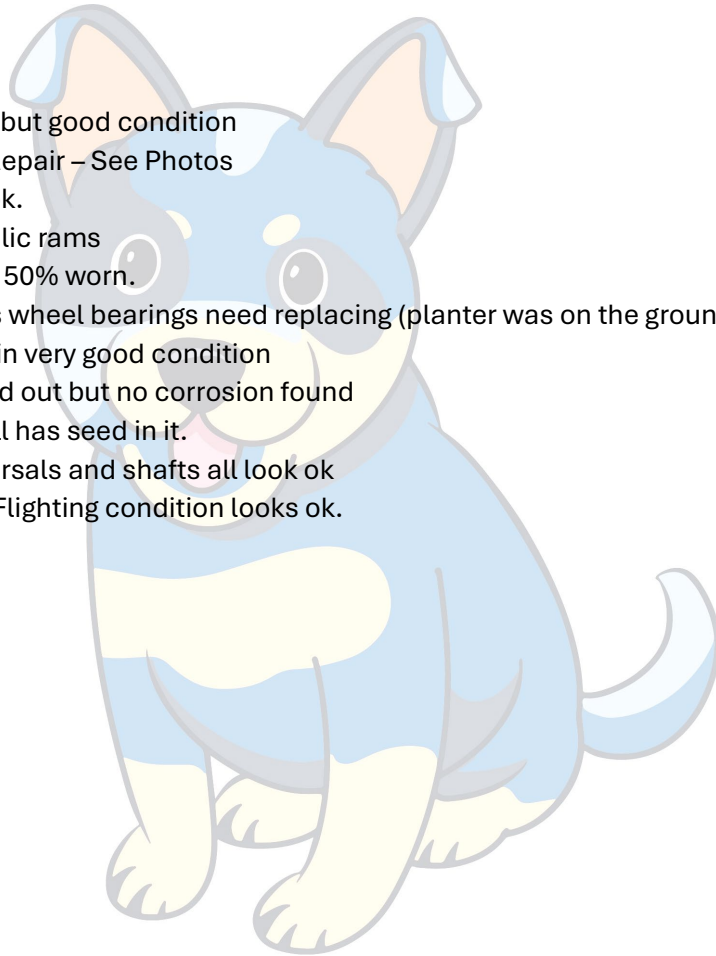 but good condition
epair – See Photos
k.
lic rams
50% worn.
s wheel bearings need replacing (planter was on the groun
in very good condition
d out but no corrosion found
l has seed in it.
rsals and shafts all look ok
Flighting condition looks ok.